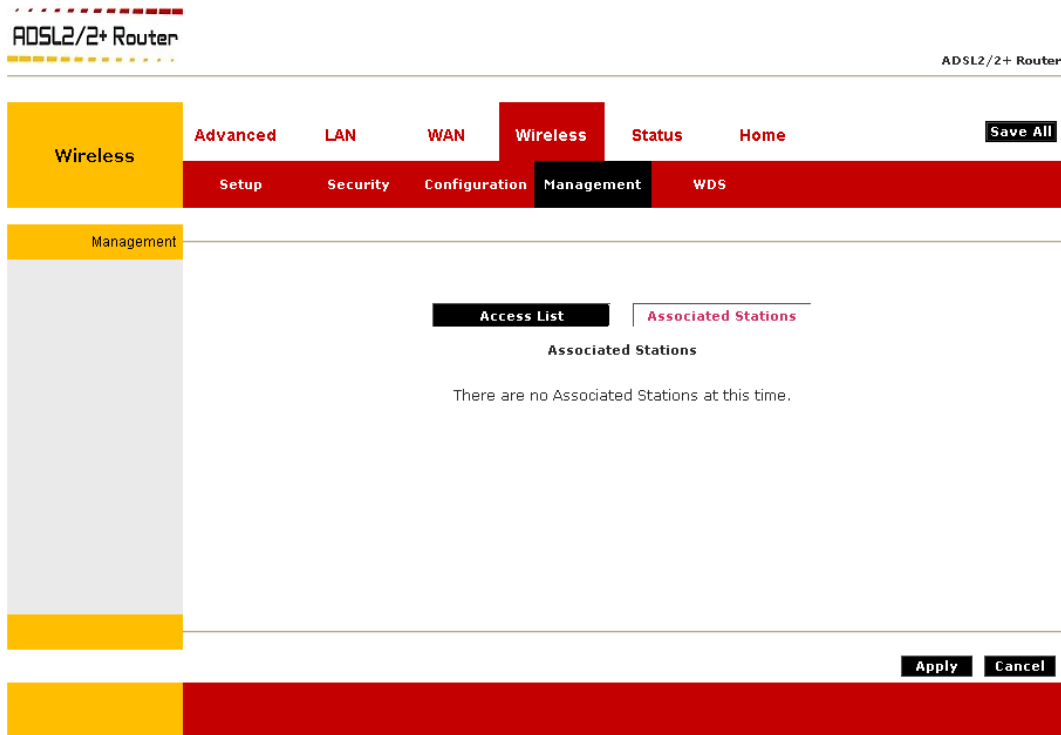 ADSL2/2+ Router
ADSL2/2+ Router
Wireless
Advanced LAN WAN Wireless Status Home
Save All
Setup Security Configuration Management WDS
Management
Access List Associated Stations
Associated Stations
There are no Associated Stations at this time.
Apply Cancel